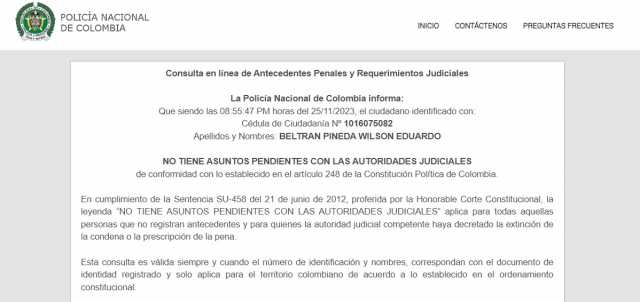 POLICÍA NACIONAL
DE COLOMBIA
INICIO CONTÁCTENOS PREGUNTAS FRECUENTES
Consulta en línea de Antecedentes Penales y Requerimientos Judiciales
La Policía Nacional de Colombia informa:
Que siendo las 08:55:47 PM horas del 25/11/2023, el ciudadano identificado con:
Cédula de Ciudadanía Nº 1016075082
Apellidos y Nombres: BELTRAN PINEDA WILSON EDUARDO
NO TIENE ASUNTOS PENDIENTES CON LAS AUTORIDADES JUDICIALES
de conformidad con lo establecido en el artículo 248 de la Constitución Política de Colombia.
En cumplimiento de la Sentencia SU-458 del 21 de junio de 2012, proferida por la Honorable Corte Constitucional, la
leyenda “NO TIENE ASUNTOS PENDIENTES CON LAS AUTORIDADES JUDICIALES” aplica para todas aquellas
personas que no registran antecedentes y para quienes la autoridad judicial competente haya decretado la extinción de
la condena o la prescripción de la pena.
Esta consulta es válida siempre y cuando el número de identificación y nombres, correspondan con el documento de
identidad registrado y solo aplica para el territorio colombiano de acuerdo a lo establecido en el ordenamiento
constitucional.